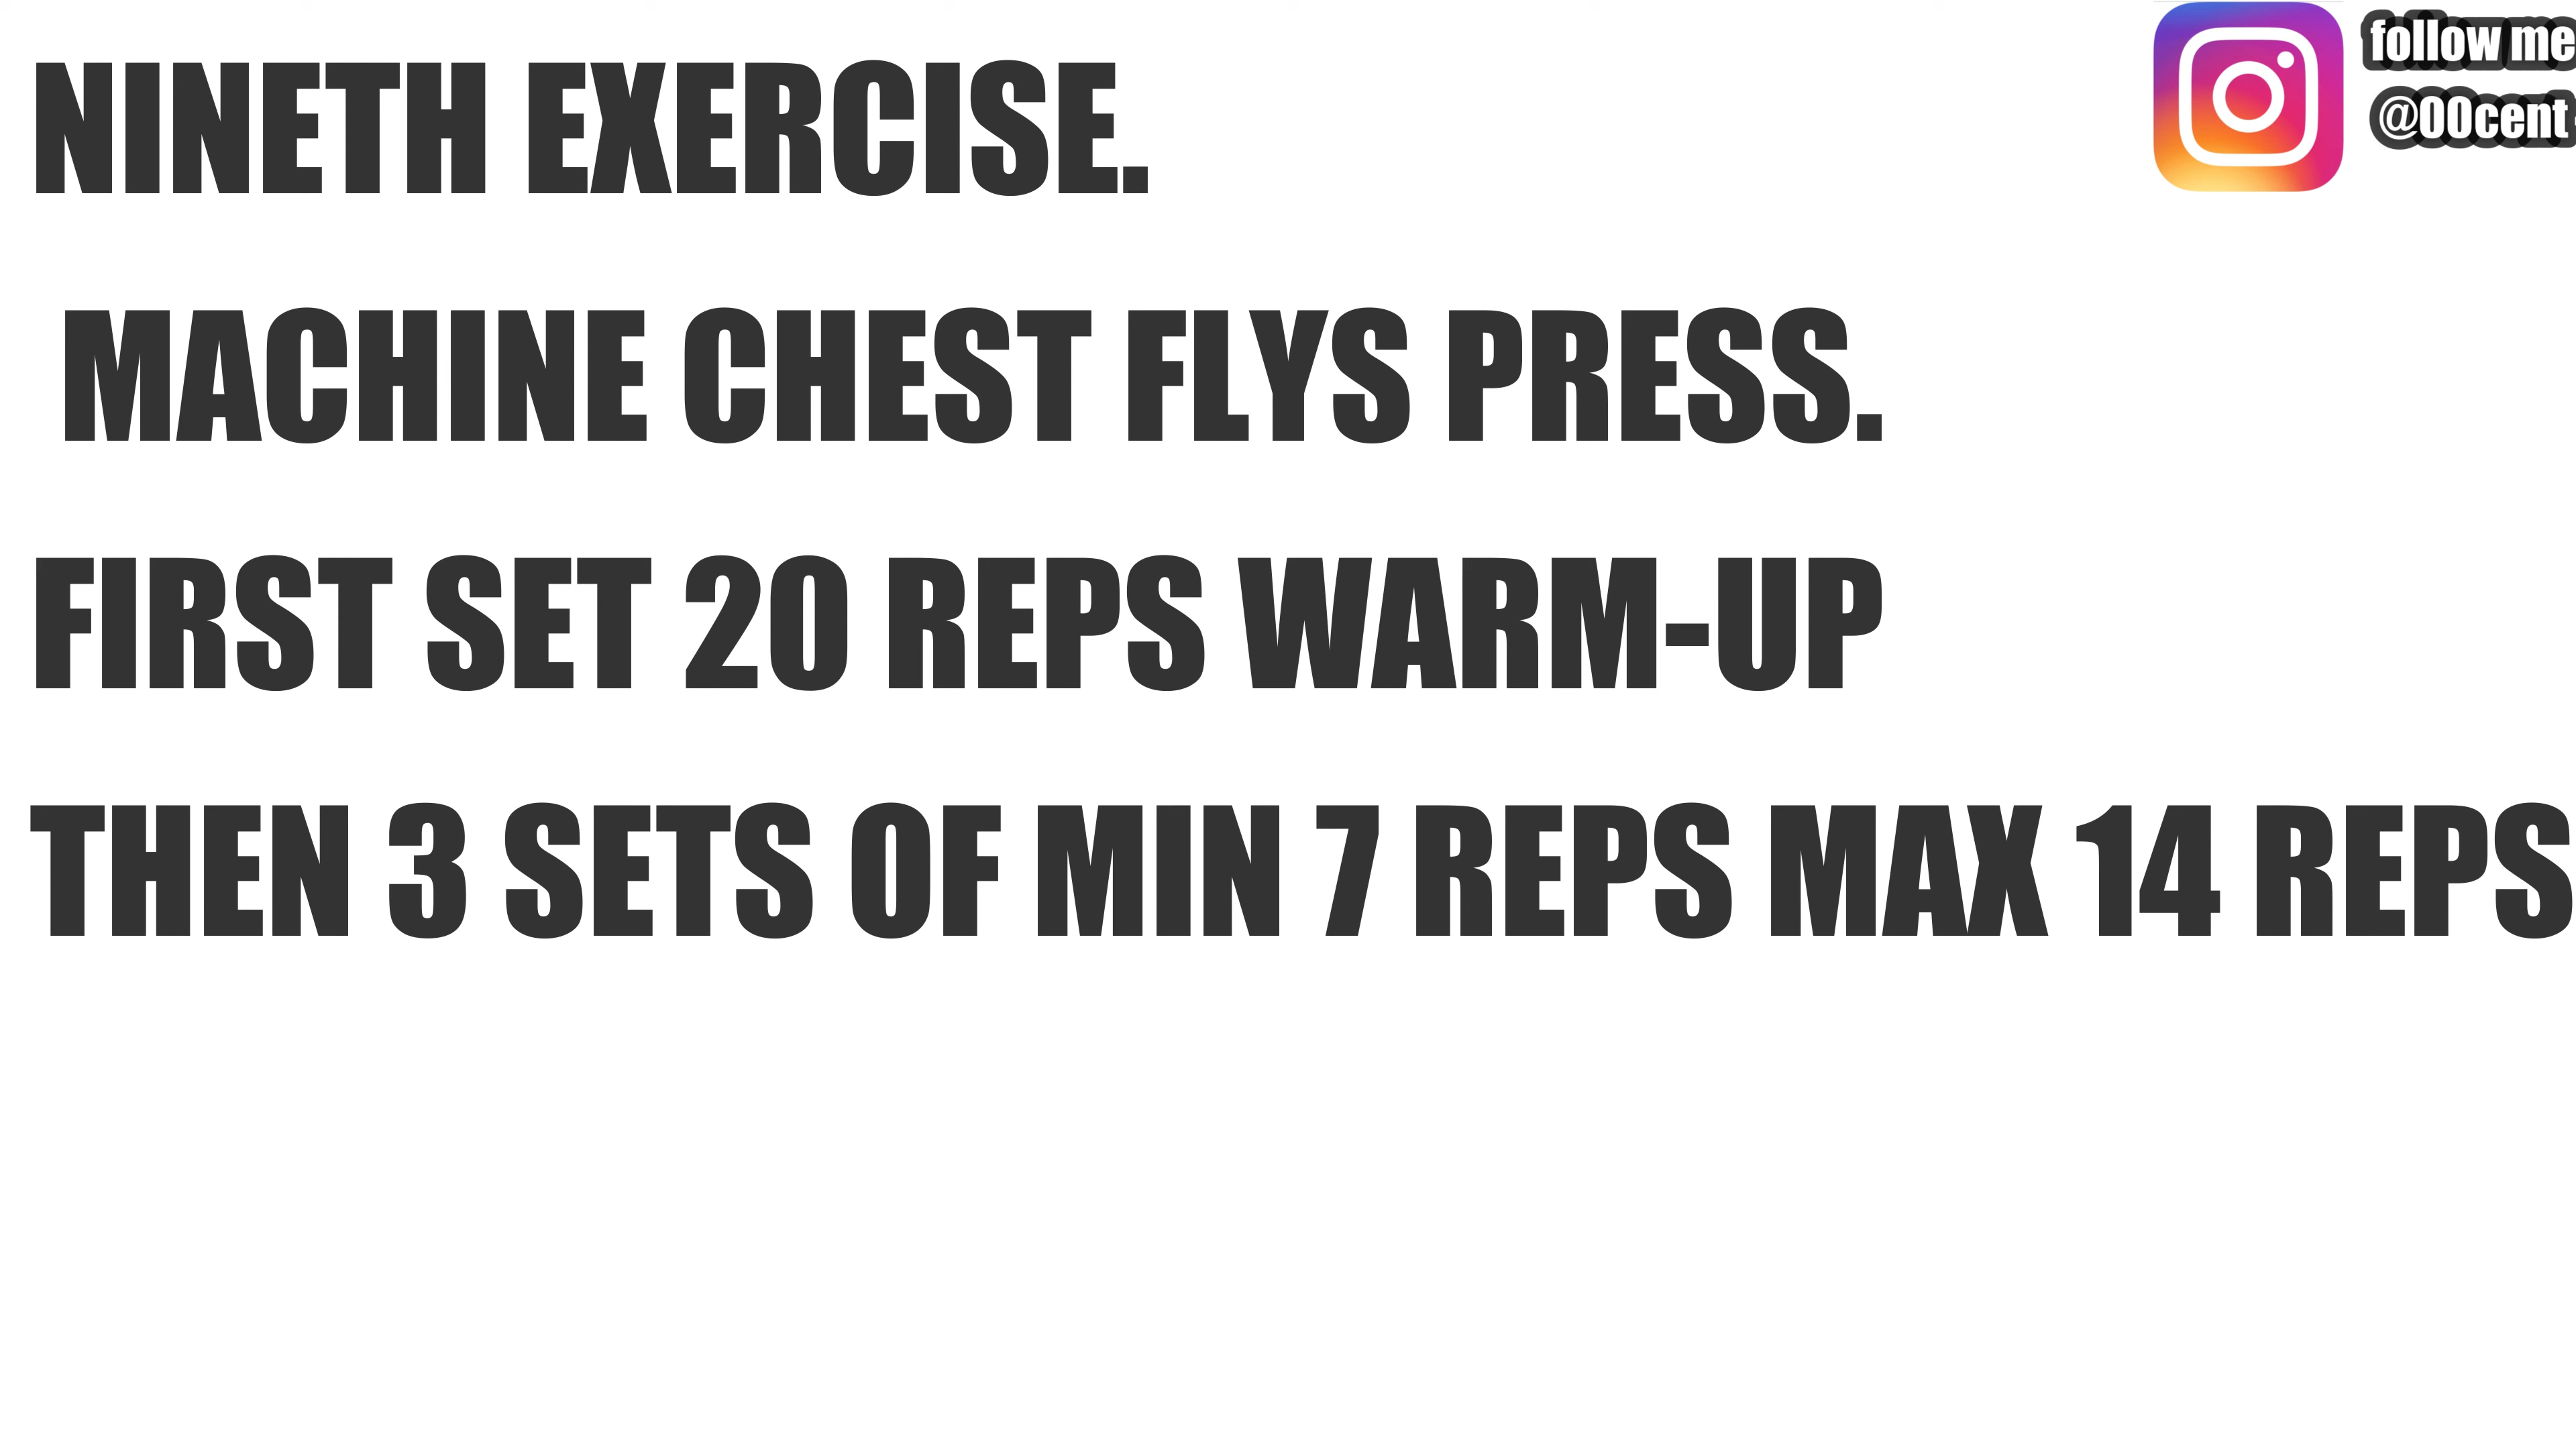 NINETH EXERCISE.
follow me
@00cent
MACHINE CHEST FLYS PRESS.
FIRST SET 20 REPS WARM-UP
THEN 3 SETS OF MIN 7 REPS MAX 14 REPS